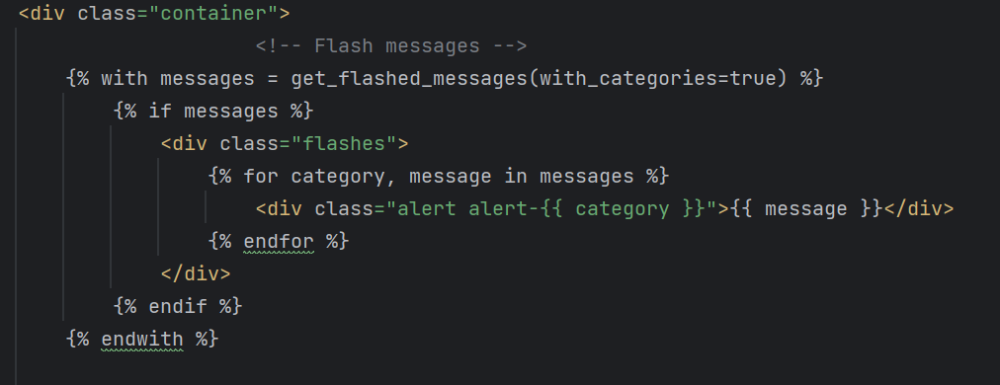 <div class="container">
<!-- Flash messages -->
{% with messages = get_flashed_messages(with_categories=true) %}
{% if messages %}
<div class="flashes">
{% for category, message in messages %}
<div class="alert alert-{{ category }}">{{ message }}</div>
{% endfor %}
</div>
{% endif %}
{% endwith %}